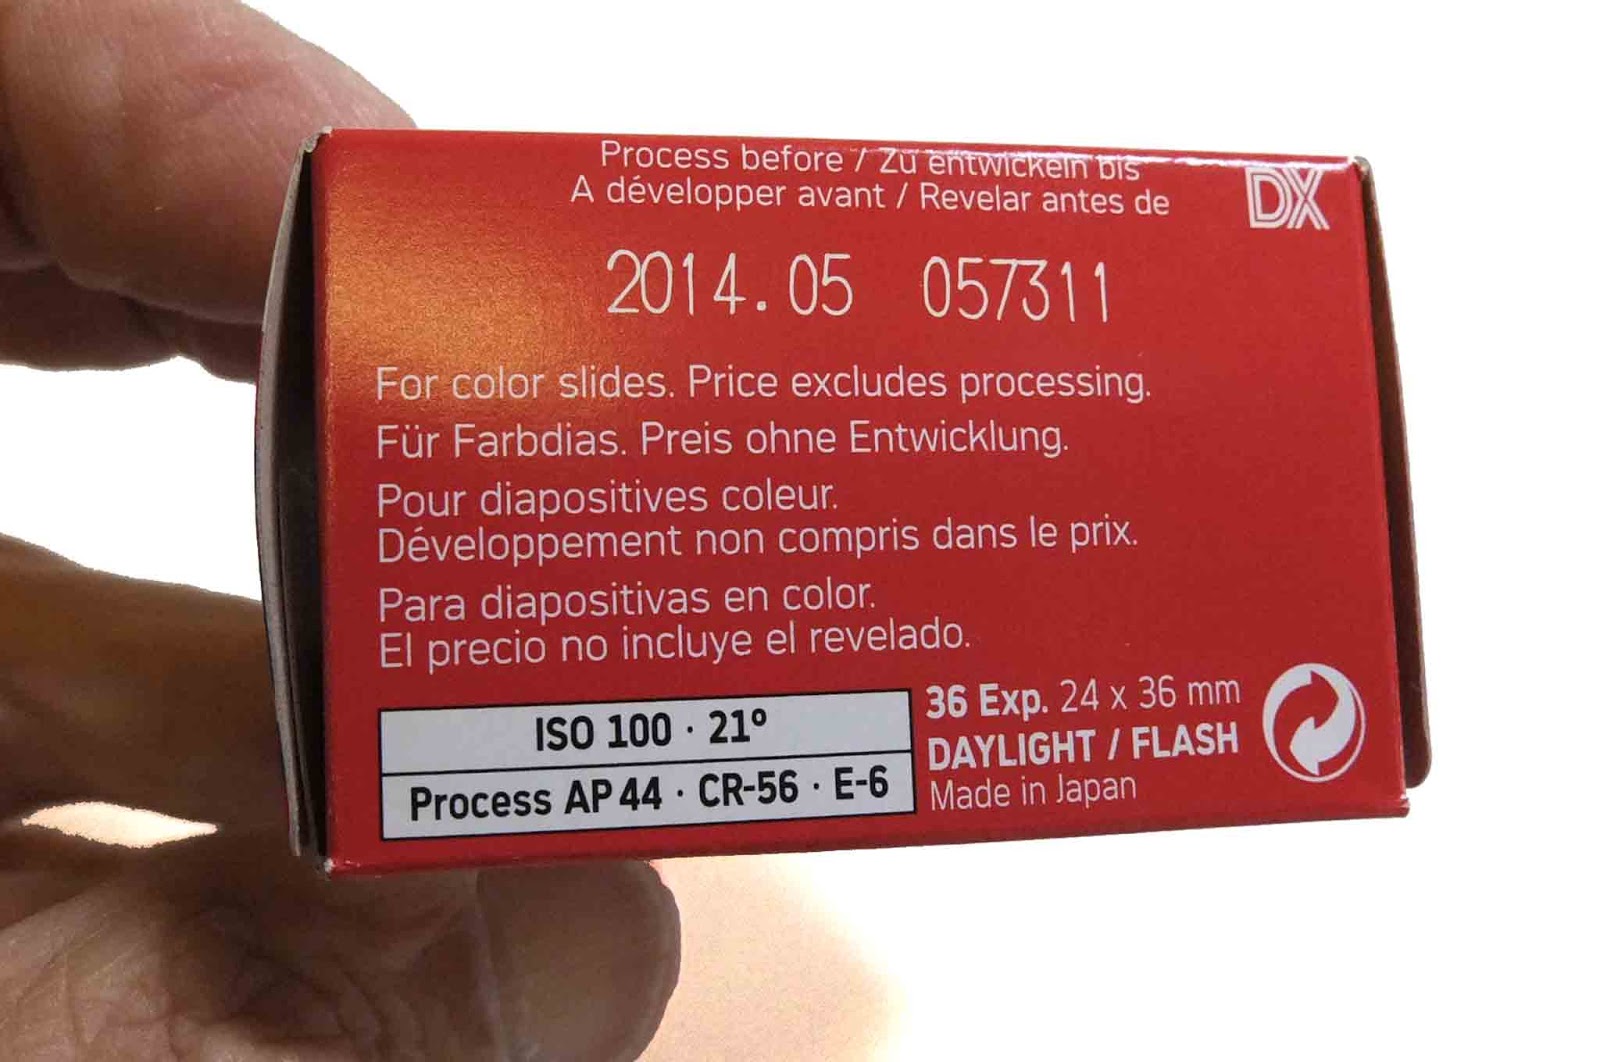 Process before / Zu entwickeln bis
A développer avant / Revelar antes de
DX
2014.05 057311
For color slides. Price excludes processing.
Für Farbdias. Preis ohne Entwicklung.
Pour diapositives coleur.
Développement non compris dans le prix.
Para diapositivas en color.
El precio no incluye el revelado.
ISO 100 · 21°
Process AP 44 · CR-56 · E-6
36 Exp. 24 x 36 mm
DAYLIGHT / FLASH
Made in Japan